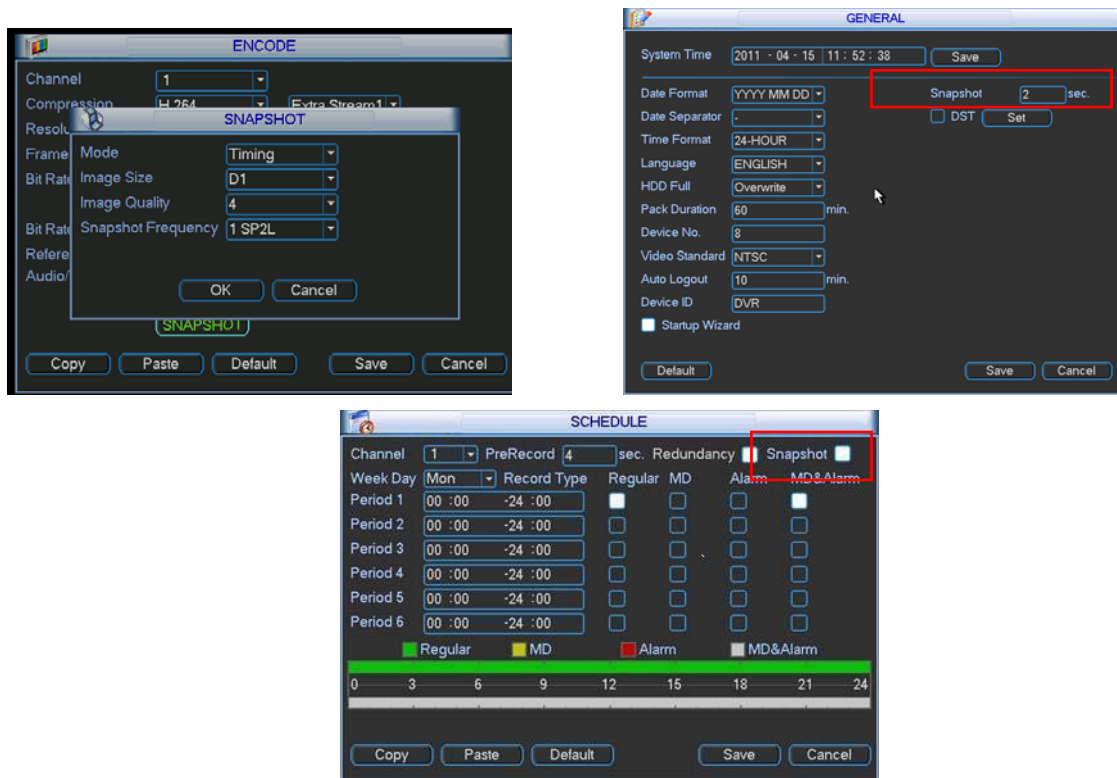 ENCODE
Channel 1
Compression H.264 Extra Stream1
SNAPSHOT
Mode Timing
Image Size D1
Image Quality 4
Snapshot Frequency 1 SP2L
OK Cancel
Resolu
Frame
Bit Rate
Bit Rate
Refere
Audio/
SNAPSHOT
Copy Paste Default Save Cancel
GENERAL
System Time 2011 - 04 - 15 11 : 52 : 38 Save
Date Format YYYY MM DD Snapshot 2 sec.
Date Separator - DST Set
Time Format 24-HOUR
Language ENGLISH
HDD Full Overwrite
Pack Duration 60 min.
Device No. 8
Video Standard NTSC
Auto Logout 10 min.
Device ID DVR
Startup Wizard
Default Save Cancel
SCHEDULE
Channel 1 PreRecord 4 sec. Redundancy Snapshot
Week Day Mon Record Type Regular MD Alarm MD&Alarm
Period 1 00 :00 -24 :00
Period 2 00 :00 -24 :00
Period 3 00 :00 -24 :00
Period 4 00 :00 -24 :00
Period 5 00 :00 -24 :00
Period 6 00 :00 -24 :00
Regular MD Alarm MD&Alarm
0 3 6 9 12 15 18 21 24
Copy Paste Default Save Cancel